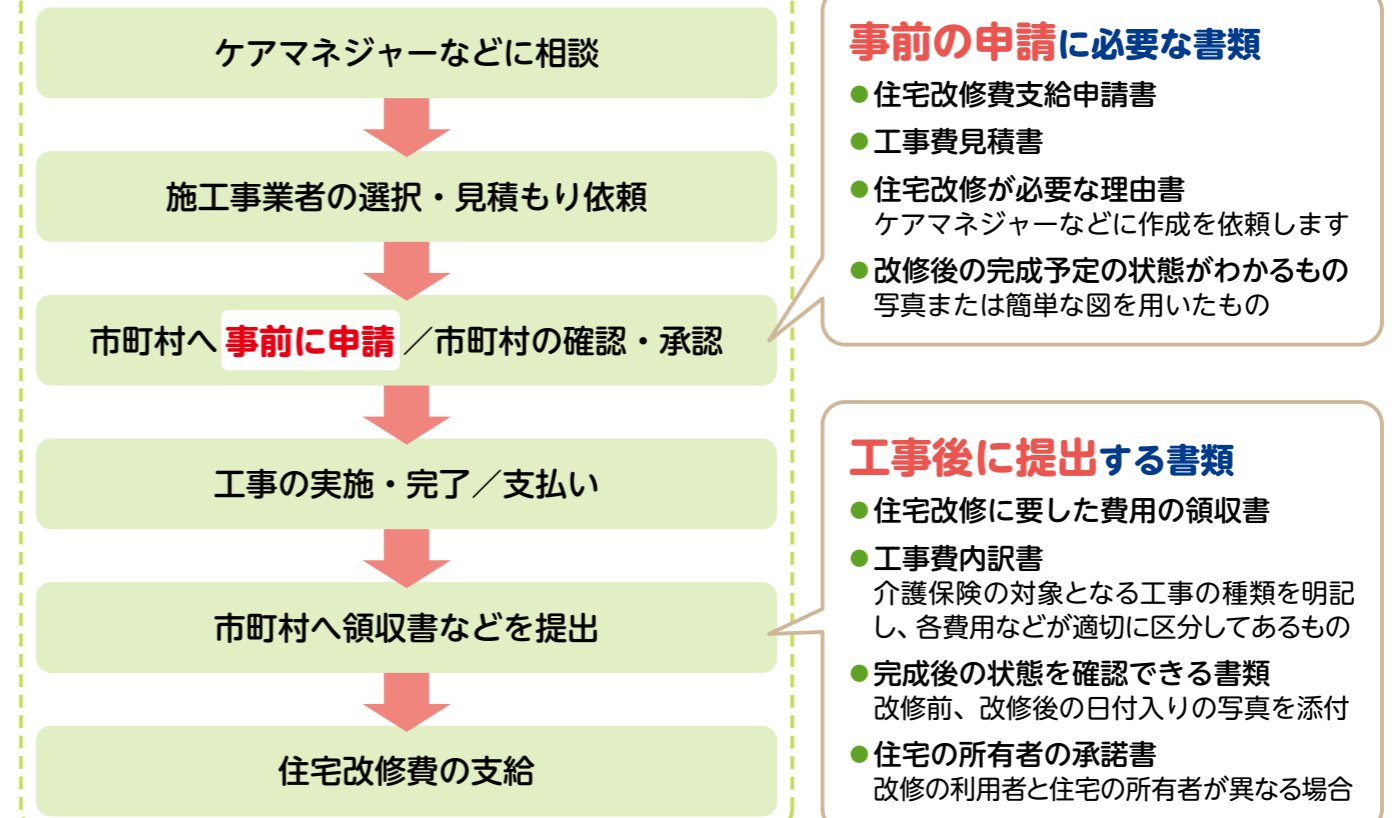 ケアマネジャーなどに相談
施工事業者の選択・見積もり依頼
市町村へ 事前に申請 ／市町村の確認・承認
工事の実施・完了／支払い
市町村へ領収書などを提出
住宅改修費の支給
事前の申請に必要な書類
●住宅改修費支給申請書
●工事費見積書
●住宅改修が必要な理由書
ケアマネジャーなどに作成を依頼します
●改修後の完成予定の状態がわかるもの
写真または簡単な図を用いたもの
工事後に提出する書類
●住宅改修に要した費用の領収書
●工事費内訳書
介護保険の対象となる工事の種類を明記
し、各費用などが適切に区分してあるもの
●完成後の状態を確認できる書類
改修前、改修後の日付入りの写真を添付
●住宅の所有者の承諾書
改修の利用者と住宅の所有者が異なる場合